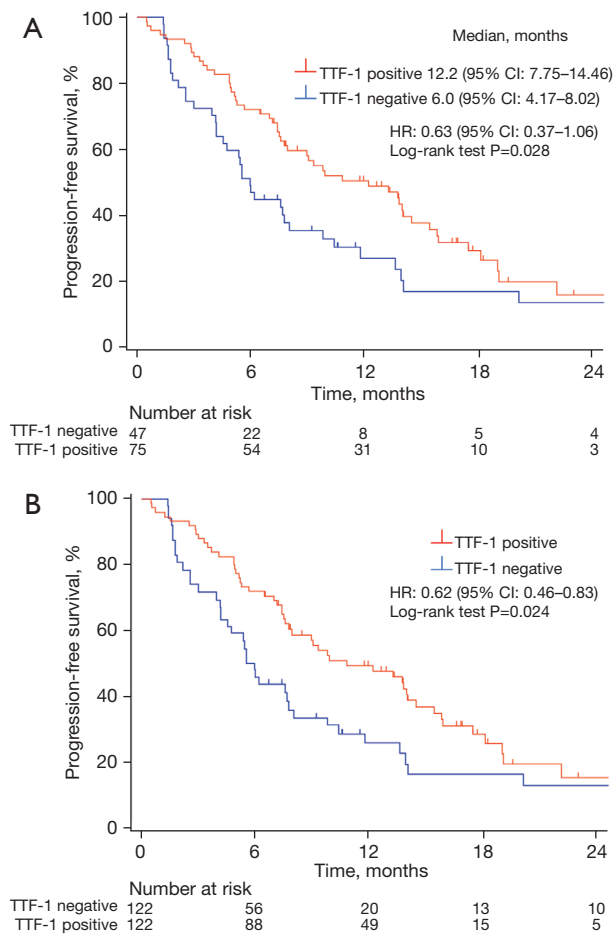 A
Median, months
TTF-1 positive 12.2 (95% CI: 7.75–14.46)
TTF-1 negative 6.0 (95% CI: 4.17–8.02)
HR: 0.63 (95% CI: 0.37–1.06)
Log-rank test P=0.028
Progression-free survival, %
100
80
60
40
20
0
0 6 12 18 24
Time, months
Number at risk
TTF-1 negative 47 22 8 5 4
TTF-1 positive 75 54 31 10 3
B
TTF-1 positive
TTF-1 negative
HR: 0.62 (95% CI: 0.46–0.83)
Log-rank test P=0.024
Progression-free survival, %
100
80
60
40
20
0
0 6 12 18 24
Time, months
Number at risk
TTF-1 negative 122 56 20 13 10
TTF-1 positive 122 88 49 15 5